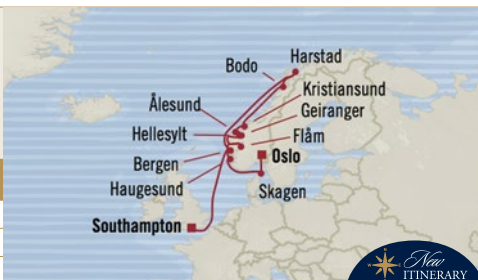 Harstad
Bodo
Kristiansund
Ålesund
Geiranger
Hellesylt
Flåm
Bergen
Oslo
Haugesund
Skagen
Southampton
New
ITINERARY